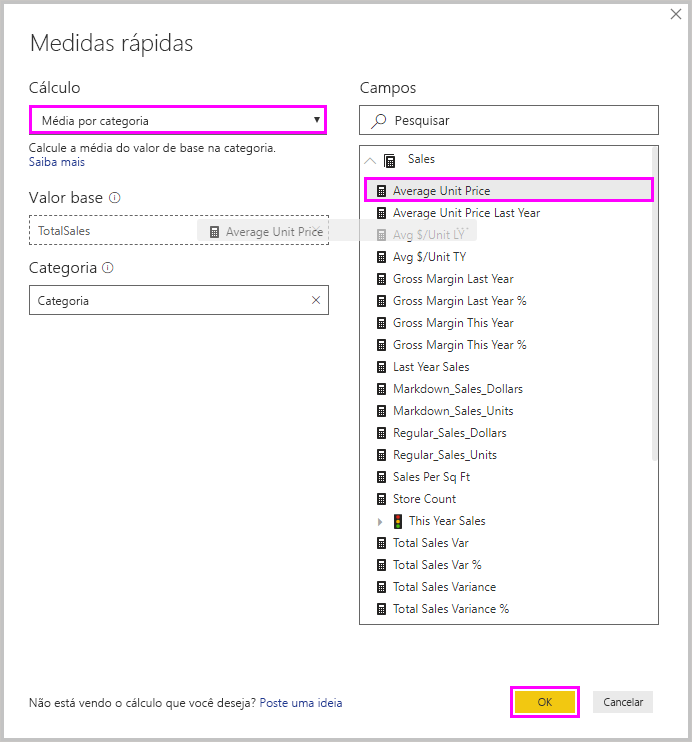 Medidas rápidas
Cálculo
Média por categoria
Calcule a média do valor de base na categoria.
Saiba mais
Valor base
TotalSales
Average Unit Price
Categoria
Categoria
Campos
Pesquisar
Sales
Average Unit Price
Average Unit Price Last Year
Avg $/Unit LY
Avg $/Unit TY
Gross Margin Last Year
Gross Margin Last Year %
Gross Margin This Year
Gross Margin This Year %
Last Year Sales
Markdown_Sales_Dollars
Markdown_Sales_Units
Regular_Sales_Dollars
Regular_Sales_Units
Sales Per Sq Ft
Store Count
This Year Sales
Total Sales Var
Total Sales Var %
Total Sales Variance
Total Sales Variance %
Não está vendo o cálculo que você deseja? Poste uma ideia
OK
Cancelar